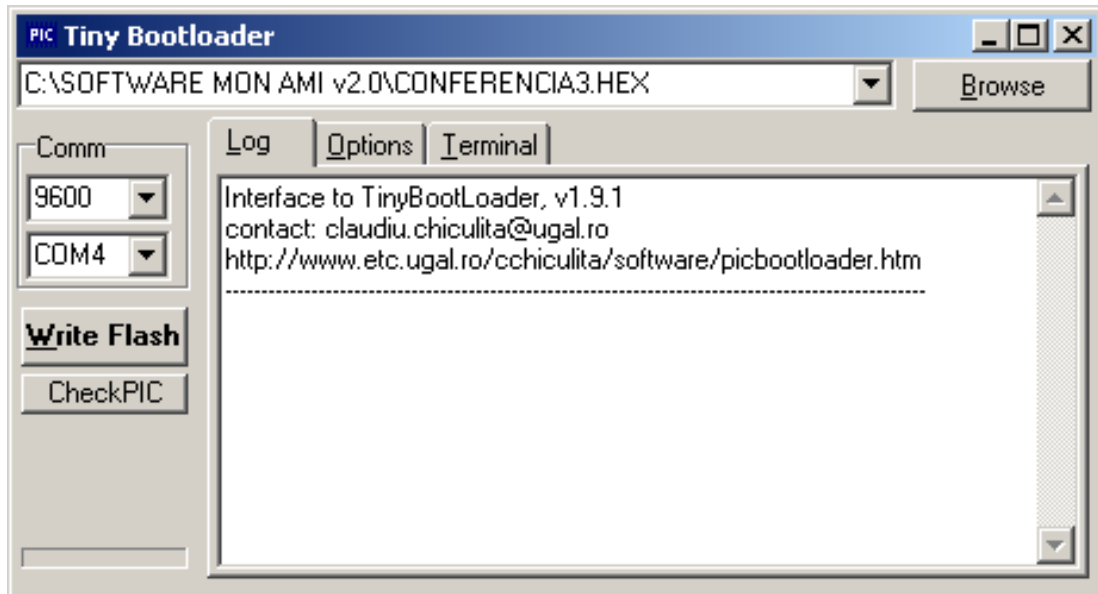 PIC Tiny Bootloader
C:\SOFTWARE MON AMI v2.0\CONFERENCIA3.HEX
Browse
Comm
9600
COM4
Write Flash
CheckPIC
Log Options Terminal
Interface to TinyBootLoader, v1.9.1
contact: claudiu.chiculita@ugal.ro
http://www.etc.ugal.ro/cchiculita/software/picbootloader.htm